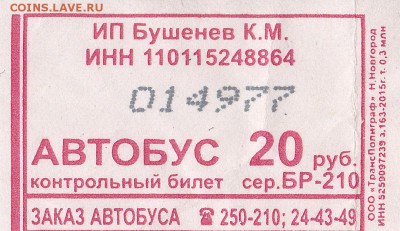 COINS.LAVE.RU
ИП Бушенев К.М.
ИНН 110115248864
014977
АВТОБУС 20 руб.
контрольный билет сер.БР-210
ЗАКАЗ АВТОБУСА ☎ 250-210; 24-43-49
ООО «ТрансПолиграф» Н.Новгород
ИНН 5259097239 з.163-2015г. т. 0,3 млн